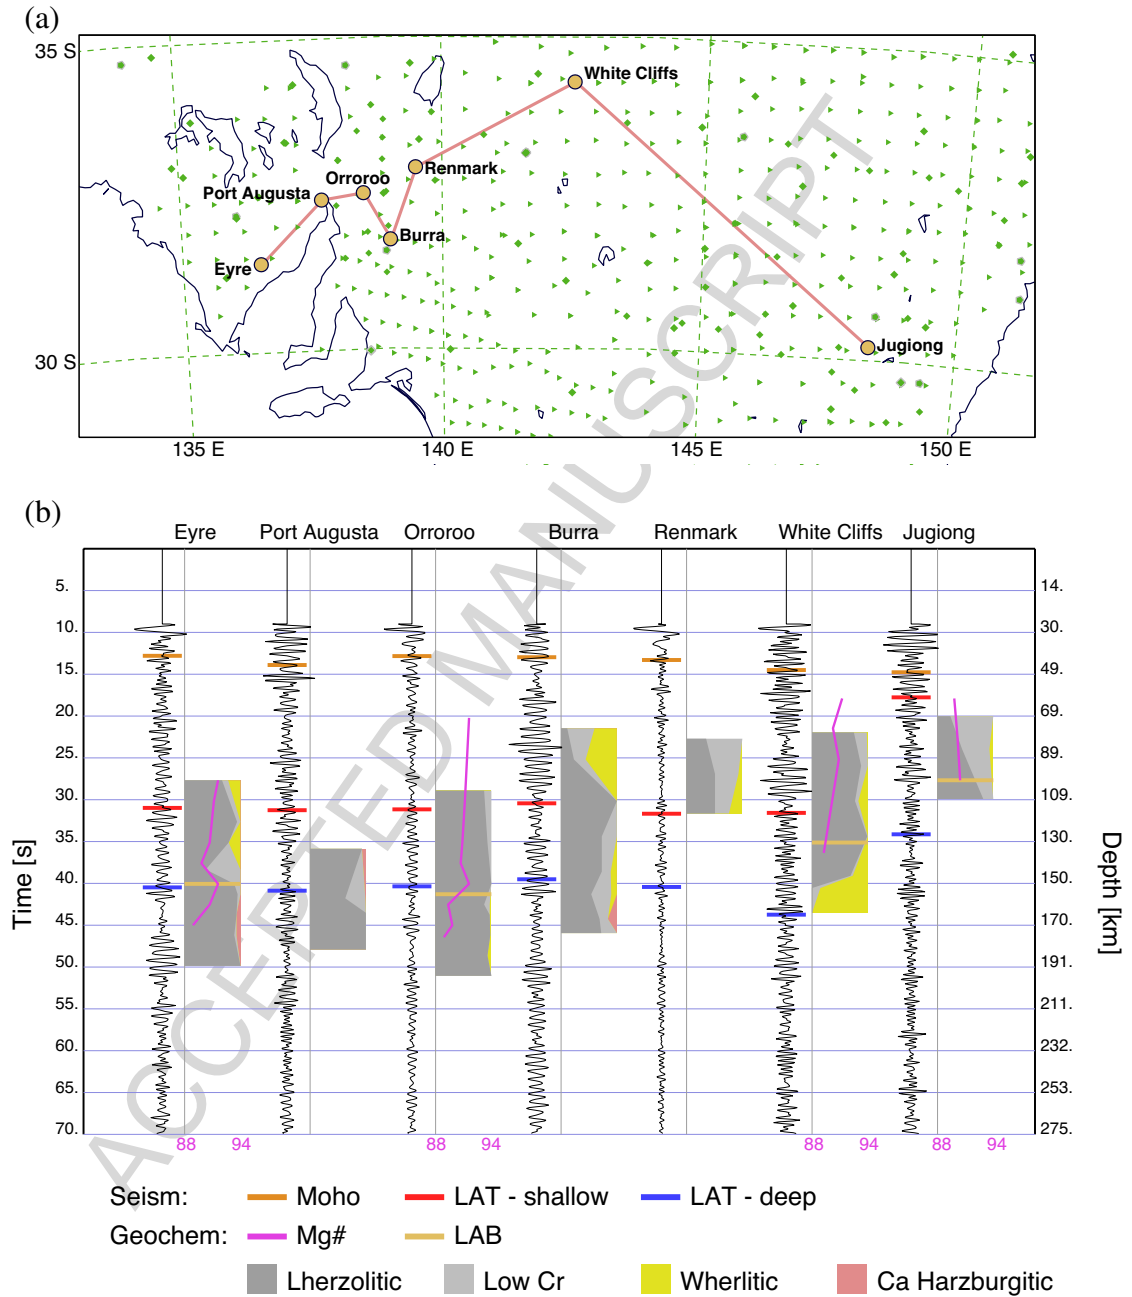 (a)
35 S
White Cliffs
Renmark
Orroroo
Port Augusta
Burra
Eyre
Jugiong
30 S
135 E
140 E
145 E
150 E
ACCEPTED MANUSCRIPT
(b)
Eyre Port Augusta Orroroo Burra Renmark White Cliffs Jugiong
5. 14.
10. 30.
15. 49.
20. 69.
25. 89.
30. 109.
35. 130.
40. 150.
45. 170.
50. 191.
55. 211.
60. 232.
65. 253.
70. 275.
Time [s]
Depth [km]
88 94 88 94 88 94 88 94
Seism: Moho LAT - shallow LAT - deep
Geochem: Mg# LAB
Lherzolitic Low Cr Wherlitic Ca Harzburgitic